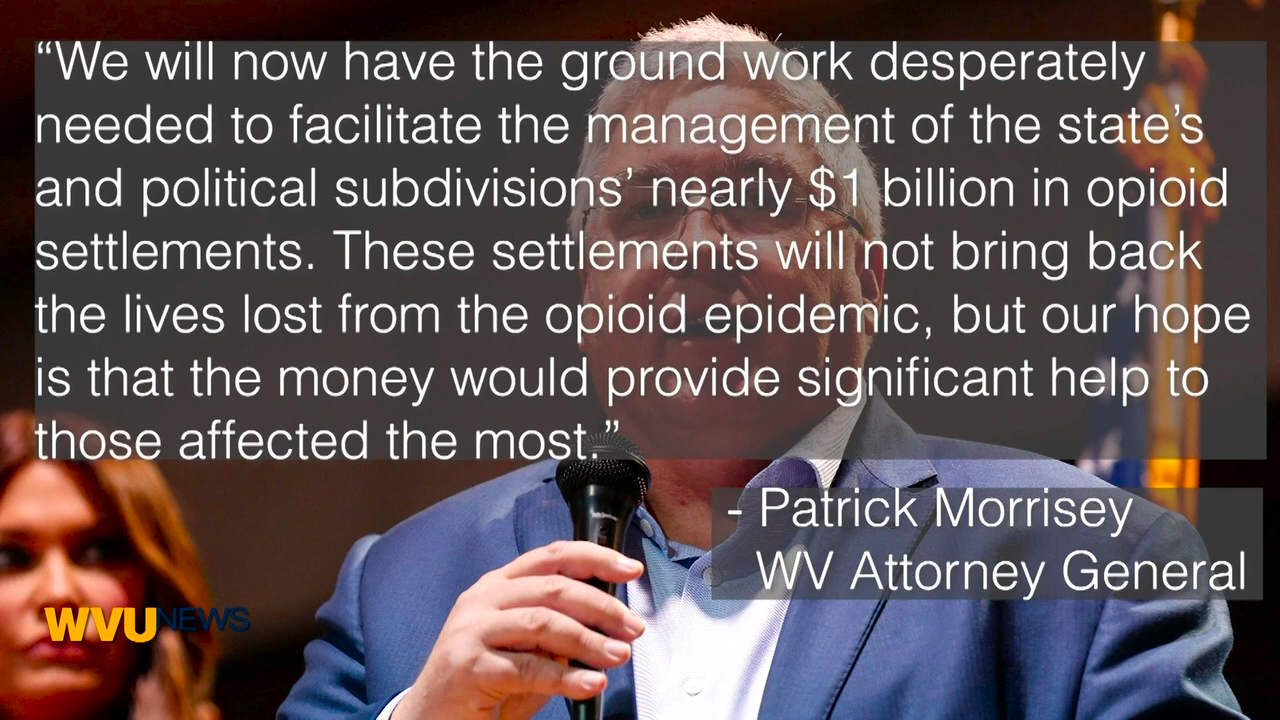 “We will now have the ground work desperately
needed to facilitate the management of the state’s
and political subdivisions’ nearly $1 billion in opioid
settlements. These settlements will not bring back
the lives lost from the opioid epidemic, but our hope
is that the money would provide significant help to
those affected the most.”
- Patrick Morrisey
WV Attorney General
WVUNEWS